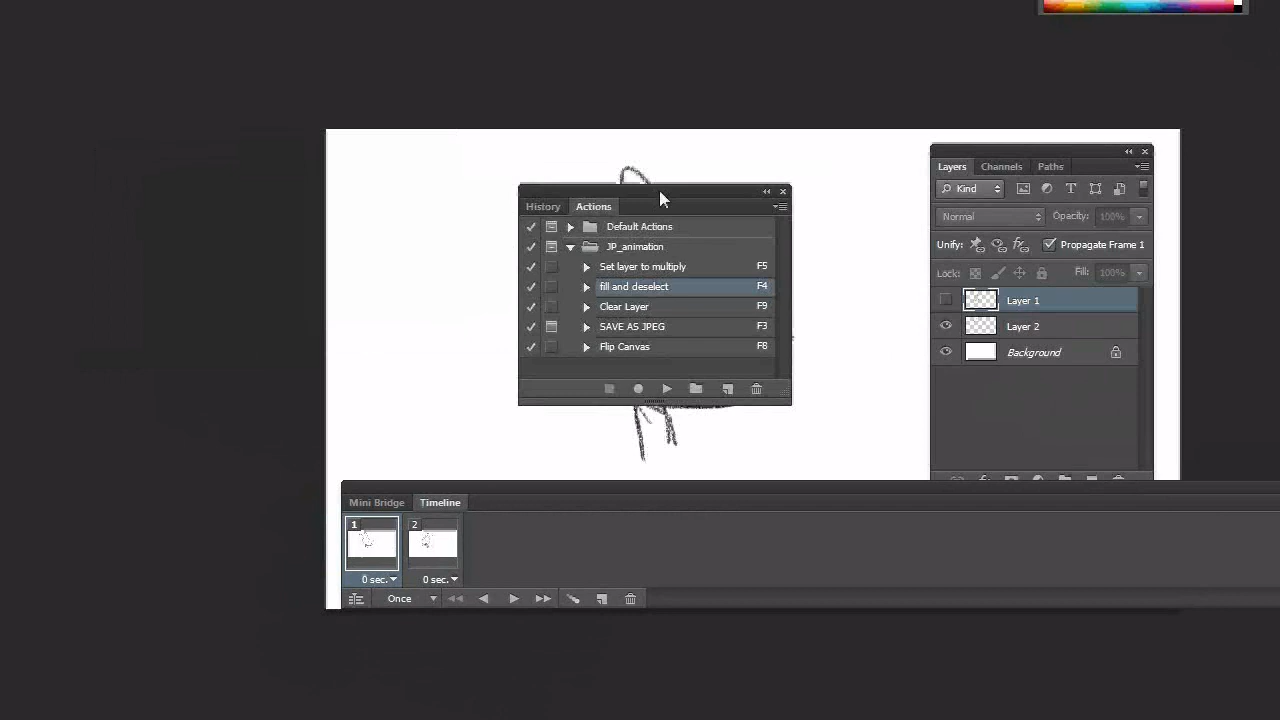 History Actions
Default Actions
JP_animation
Set layer to multiply F5
fill and deselect F4
Clear Layer F9
SAVE AS JPEG F3
Flip Canvas F8
Layers Channels Paths
Kind
Normal Opacity: 100%
Unify: Propagate Frame 1
Lock: Fill: 100%
Layer 1
Layer 2
Background
Mini Bridge Timeline
1 2
0 sec. 0 sec.
Once